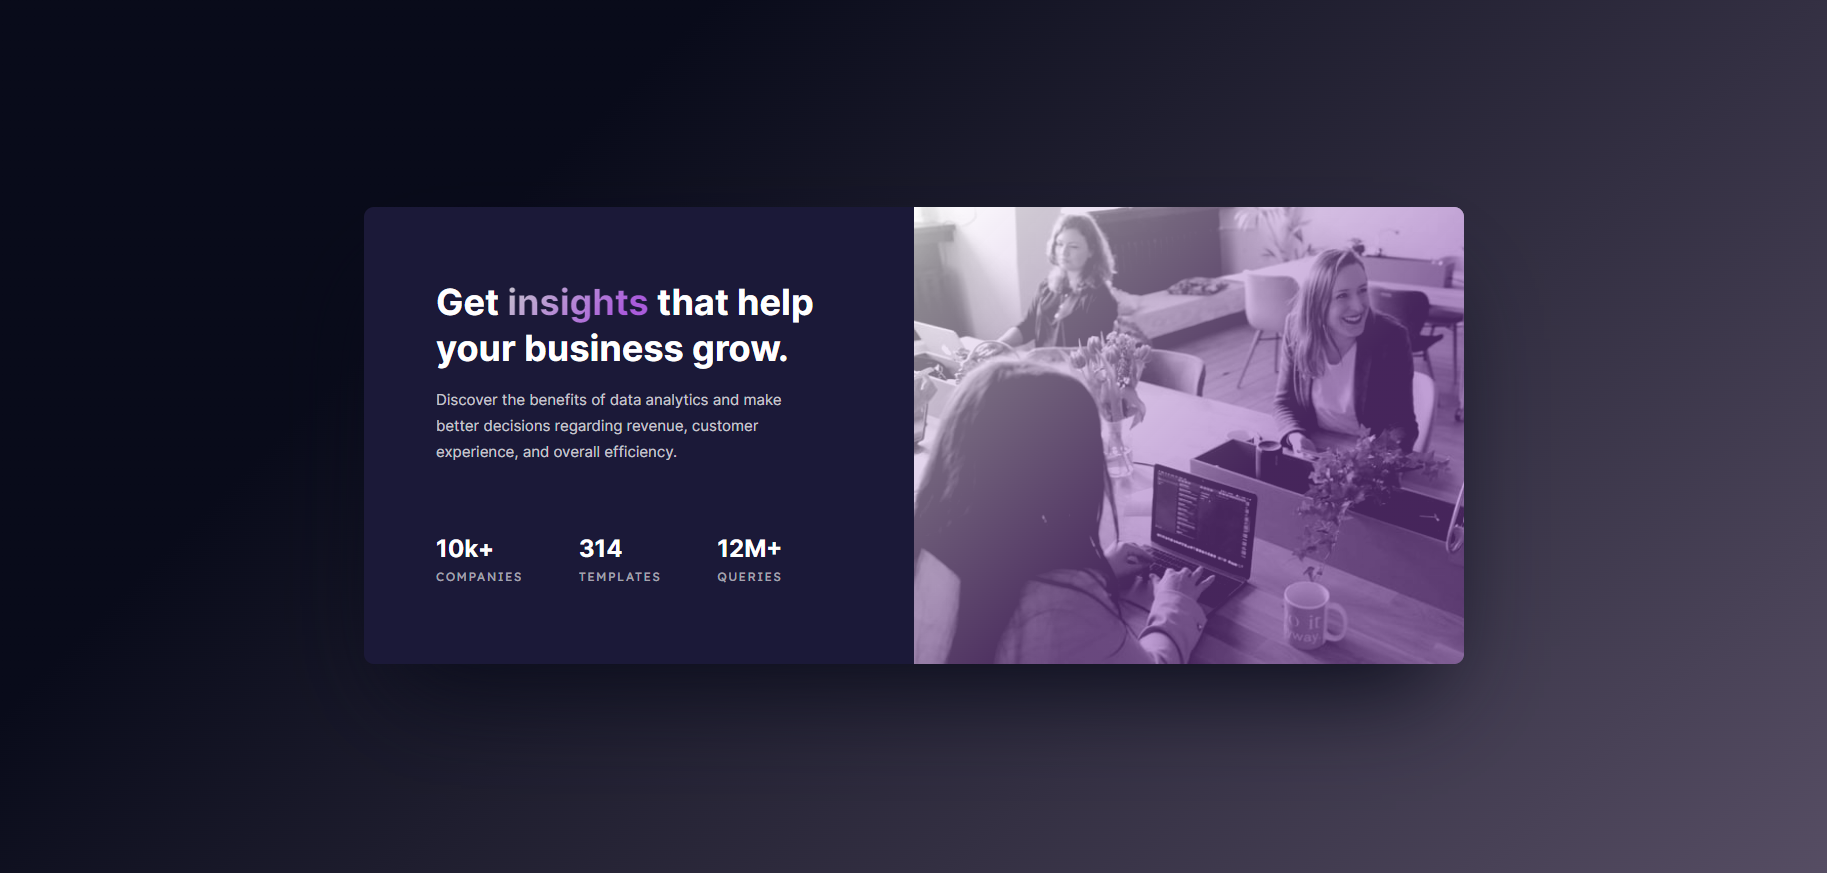 Get insights that help
your business grow.
Discover the benefits of data analytics and make
better decisions regarding revenue, customer
experience, and overall efficiency.
10k+ 314 12M+
COMPANIES TEMPLATES QUERIES